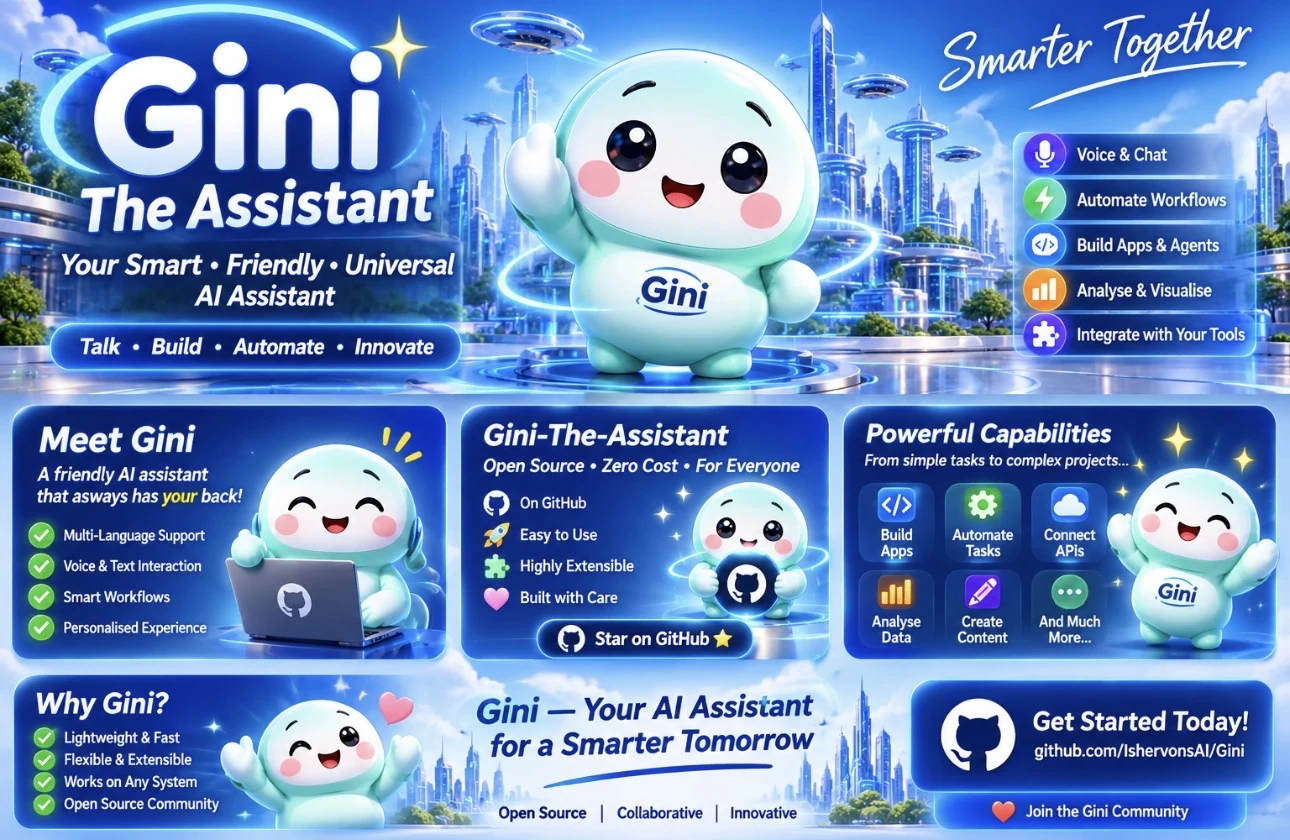 Gini
The Assistant
Your Smart • Friendly • Universal
AI Assistant
Talk • Build • Automate • Innovate
Gini
Smarter Together
Voice & Chat
Automate Workflows
Build Apps & Agents
Analyse & Visualise
Integrate with Your Tools
Meet Gini
A friendly AI assistant
that asways has your back!
Multi-Language Support
Voice & Text Interaction
Smart Workflows
Personalised Experience
Gini-The-Assistant
Open Source • Zero Cost • For Everyone
On GitHub
Easy to Use
Highly Extensible
Built with Care
Star on GitHub
Powerful Capabilities
From simple tasks to complex projects...
Build
Apps
Automate
Tasks
Connect
APIs
Analyse
Data
Create
Content
And Much
More...
Gini
Why Gini?
Lightweight & Fast
Flexible & Extensible
Works on Any System
Open Source Community
Gini — Your AI Assistant
for a Smarter Tomorrow
Open Source | Collaborative | Innovative
Get Started Today!
github.com/IshervonsAI/Gini
Join the Gini Community